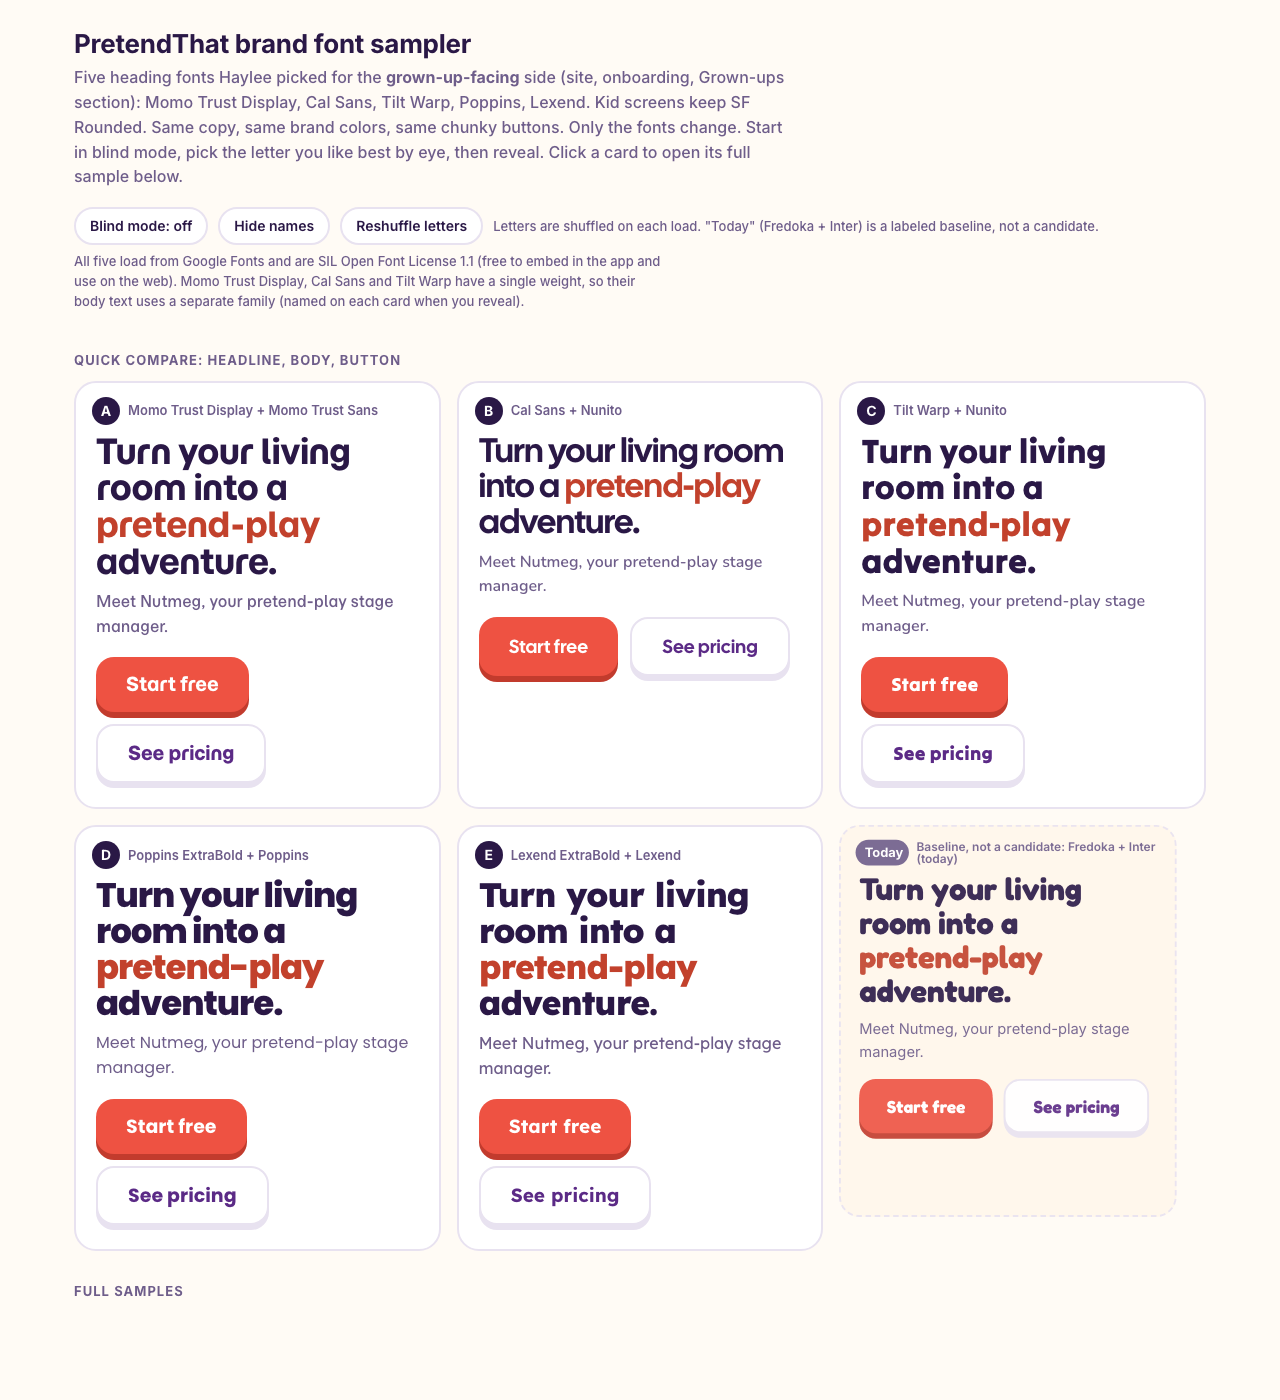 PretendThat brand font sampler
Five heading fonts Haylee picked for the grown-up-facing side (site, onboarding, Grown-ups
section): Momo Trust Display, Cal Sans, Tilt Warp, Poppins, Lexend. Kid screens keep SF
Rounded. Same copy, same brand colors, same chunky buttons. Only the fonts change. Start
in blind mode, pick the letter you like best by eye, then reveal. Click a card to open its full
sample below.
Blind mode: off
Hide names
Reshuffle letters
Letters are shuffled on each load. "Today" (Fredoka + Inter) is a labeled baseline, not a candidate.
All five load from Google Fonts and are SIL Open Font License 1.1 (free to embed in the app and
use on the web). Momo Trust Display, Cal Sans and Tilt Warp have a single weight, so their
body text uses a separate family (named on each card when you reveal).
QUICK COMPARE: HEADLINE, BODY, BUTTON
A Momo Trust Display + Momo Trust Sans
Turn your living
room into a
pretend-play
adventure.
Meet Nutmeg, your pretend-play stage
manager.
Start free
See pricing
B Cal Sans + Nunito
Turn your living room
into a pretend-play
adventure.
Meet Nutmeg, your pretend-play stage
manager.
Start free
See pricing
C Tilt Warp + Nunito
Turn your living
room into a
pretend-play
adventure.
Meet Nutmeg, your pretend-play stage
manager.
Start free
See pricing
D Poppins ExtraBold + Poppins
Turn your living
room into a
pretend-play
adventure.
Meet Nutmeg, your pretend-play stage
manager.
Start free
See pricing
E Lexend ExtraBold + Lexend
Turn your living
room into a
pretend-play
adventure.
Meet Nutmeg, your pretend-play stage
manager.
Start free
See pricing
Today Baseline, not a candidate: Fredoka + Inter
(today)
Turn your living
room into a
pretend-play
adventure.
Meet Nutmeg, your pretend-play stage
manager.
Start free
See pricing
FULL SAMPLES